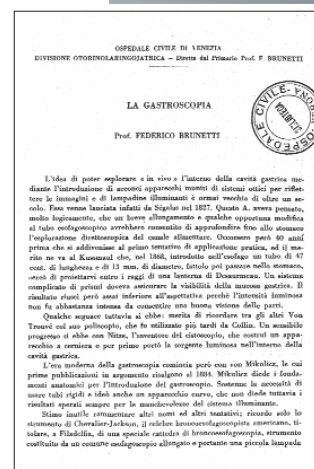 OSPEDALE CIVILE DI VENEZIA
DIVISIONE OTORINOLARINGOJATRICA — Diretta dal Primario Prof. F. BRUNETTI
OSPEDALE CIVILE - 
LA GASTROSCOPIA
Prof. FEDERICO BRUNETTI
L'idea di poter esplorare « in vivo » l'interno della cavità gastrica me-
diante l'introduzione di acconci apparecchi muniti di sistemi ottici per riflet-
tere le immagini e di lampadine illuminanti è ormai vecchia di oltre un se-
colo. Essa venne lanciata infatti da Ségalas nel 1827. Questo A. aveva pensato,
molto logicamente, che un breve allungamento e qualche opportuna modifica
al tubo esofagoscopico avrebbero consentito di approfondire fino allo stomaco
l'esplorazione direttoscopica del canale alimentare. Occorsero però 40 anni
prima che si addivenisse al primo tentativo di applicazione pratica, ed il me-
rito ne va al Kussmaul che, nel 1868, introdotto nell'esofago un tubo di 47
cent. di lunghezza e di 13 mm. di diametro, fattolo poi passare nello stomaco,
cercò di proiettarvi entro i raggi di una lanterna di Desaumeau. Un sistema
complicato di pristol doveva assicurare la visibilità della mucosa gastrica. Il
risultato riuscì però assai inferiore all'aspettativa perchè l'intensità luminosa
non fu abbastanza intensa da consentire una buona visione delle parti.
Qualche seguace tuttavia si ebbe: merita di ricordare tra gli altri Von
Trouvé col suo poliscopio, che fu utilizzato più tardi da Collin. Un sensibile
progresso si ebbe con Nitze, l'inventore del cistoscopio, che costruì un appa-
recchio a cerniera e per primo portò la sorgente luminosa nell'interno della
cavità gastrica.
L'era moderna della gastroscopia comincia però con von Mikulicz, le cui
prime pubblicazioni in argomento risalgono al 1881. Mikulicz diede i fonda-
menti anatomici per l'introduzione del gastroscopio. Sostenne la necessità di
usare tubi rigidi e ideò anche un apparecchio curvo, che non diede tuttavia i
risultati sperati sempre per la manchevolezza del sistema illuminante.
Stimo inutile rammentare altri nomi ed altri tentativi; ricordo solo lo
strumento di Chevalier-Jackson, il celebre broncoesofagoscopista americano, ti-
tolare, a Filadelfia, di una speciale cattedra di broncoesofagoscopia, strumento
costituito da un comune esofagoscopio allungato e portante una piccola lampada